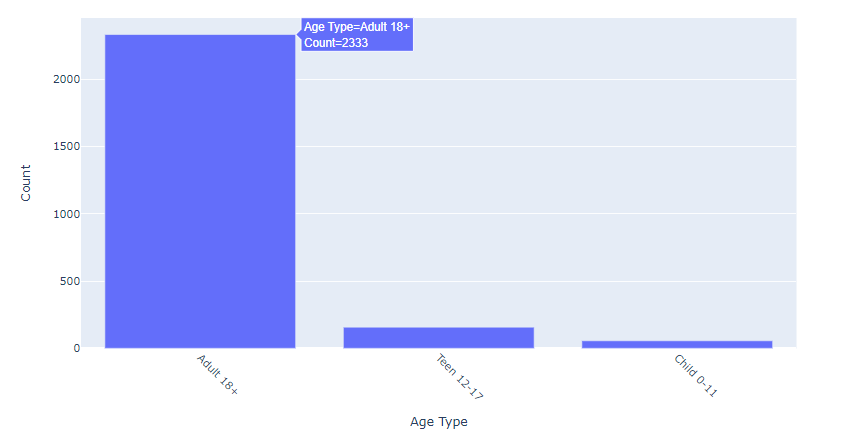 Age Type=Adult 18+
Count=2333
2000
1500
1000
500
0
Count
Adult 18+
Teen 12-17
Child 0-11
Age Type